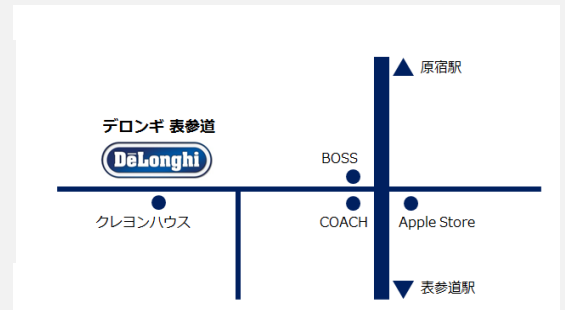 原宿駅
デロンギ 表参道
DēLonghi
BOSS
クレヨンハウス
COACH
Apple Store
表参道駅